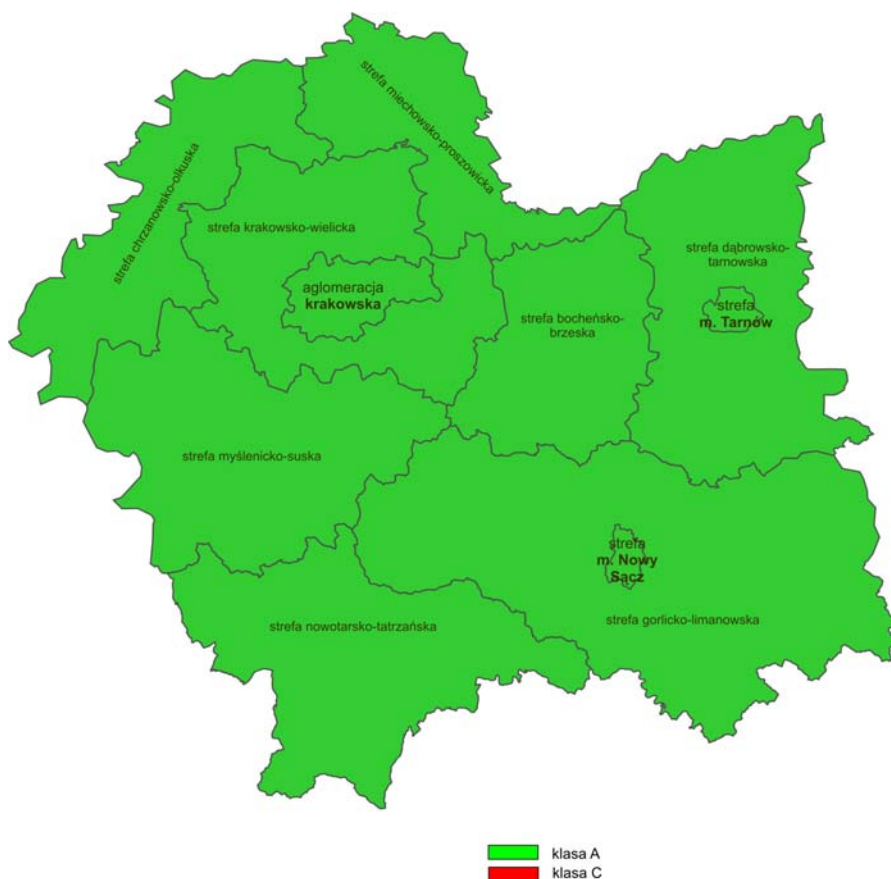 strefa miechowsko-proszowicka
strefa chrzanowsko-olkuska
strefa krakowsko-wielicka
strefa dąbrowsko-
tarnowska
aglomeracja
krakowska
strefa
m. Tarnów
strefa bocheńsko-
brzeska
strefa myślenicko-suska
strefa
m. Nowy
Sącz
strefa nowotarsko-tatrzańska
strefa gorlicko-limanowska
klasa A
klasa C